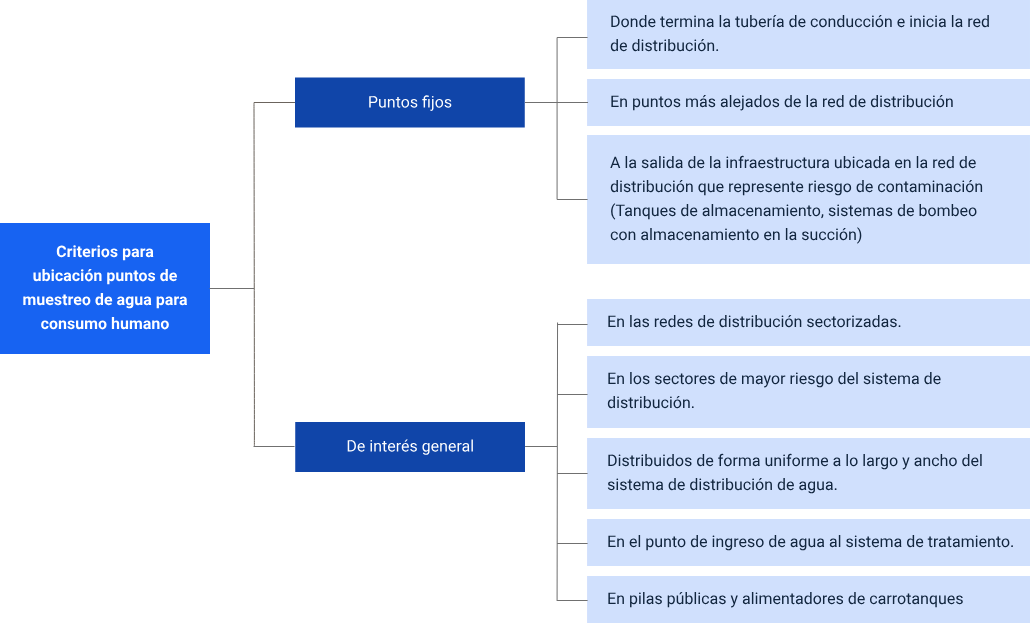 Criterios para
ubicación puntos de
muestreo de agua para
consumo humano
Puntos fijos
Donde termina la tubería de conducción e inicia la red
de distribución.
En puntos más alejados de la red de distribución
A la salida de la infraestructura ubicada en la red de
distribución que represente riesgo de contaminación
(Tanques de almacenamiento, sistemas de bombeo
con almacenamiento en la succión)
De interés general
En las redes de distribución sectorizadas.
En los sectores de mayor riesgo del sistema de
distribución.
Distribuidos de forma uniforme a lo largo y ancho del
sistema de distribución de agua.
En el punto de ingreso de agua al sistema de tratamiento.
En pilas públicas y alimentadores de carrotanques